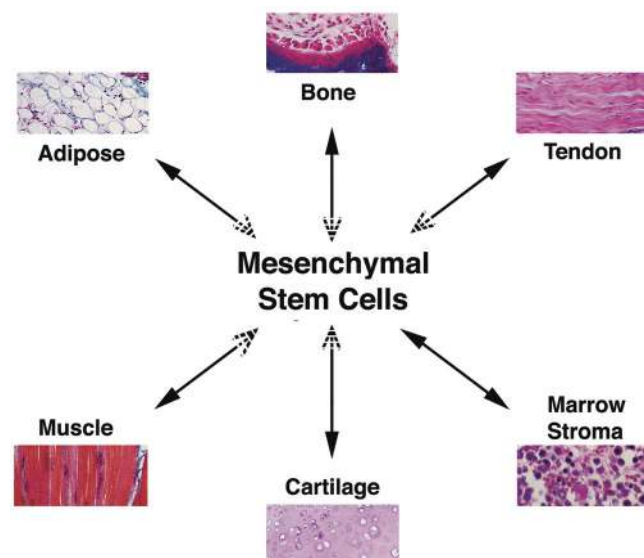 Bone
Adipose
Tendon
Mesenchymal
Stem Cells
Muscle
Marrow
Stroma
Cartilage